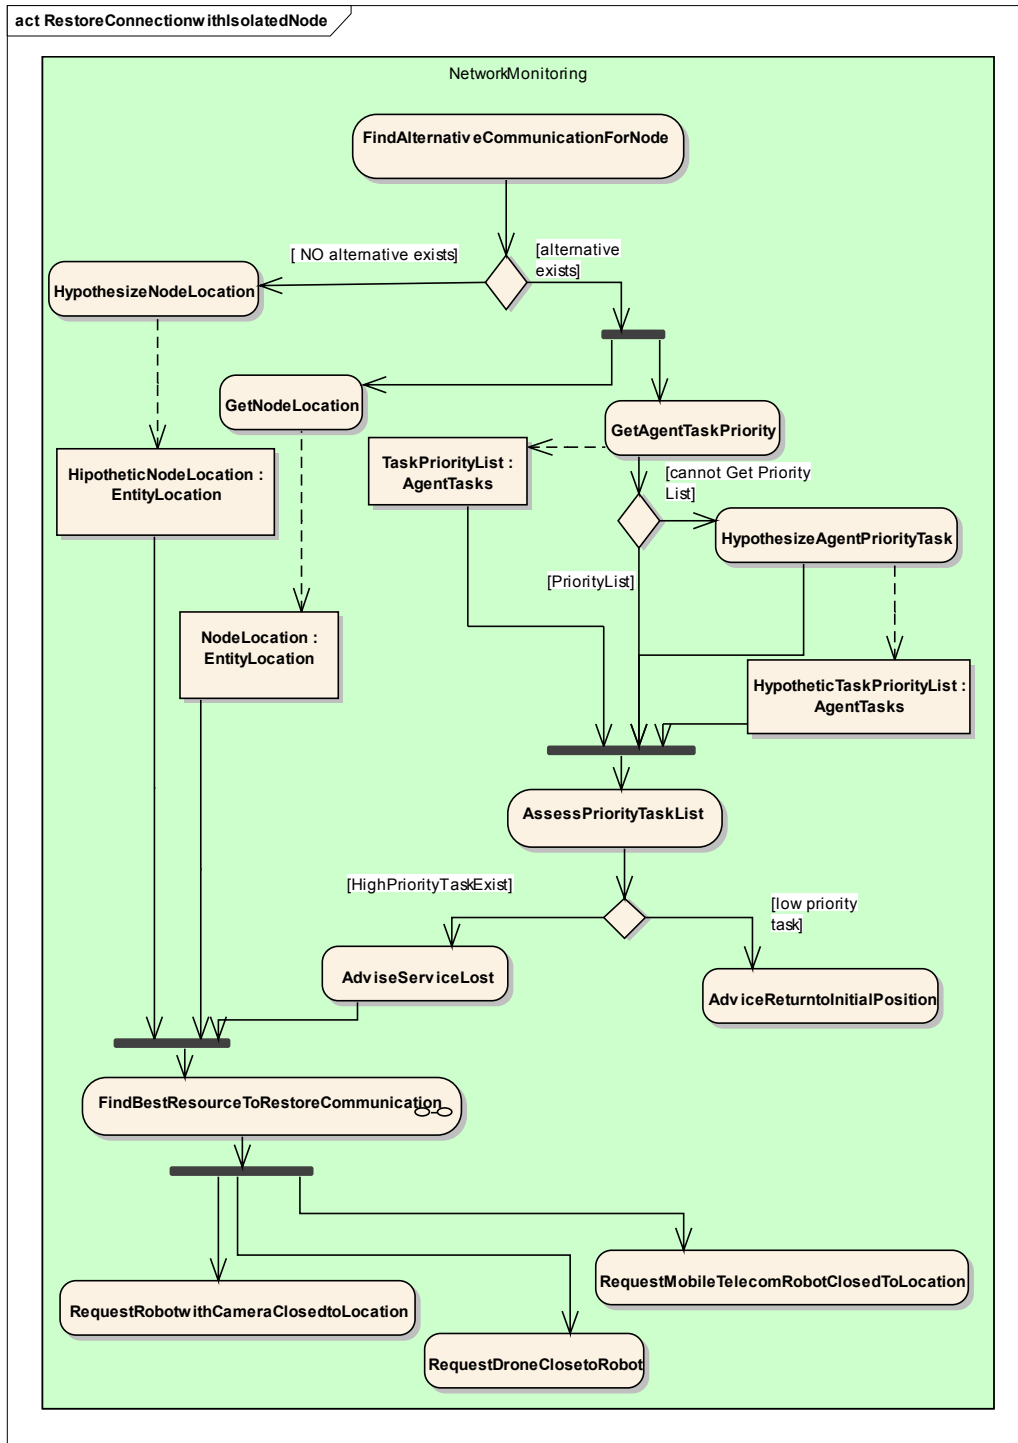 act RestoreConnectionwithIsolatedNode
NetworkMonitoring
FindAlternativeCommunicationForNode
[ NO alternative exists]
[alternative
exists]
HypothesizeNodeLocation
GetNodeLocation
GetAgentTaskPriority
HipotheticNodeLocation :
EntityLocation
TaskPriorityList :
AgentTasks
[cannot Get Priority
List]
HypothesizeAgentPriorityTask
[PriorityList]
NodeLocation :
EntityLocation
HypotheticTaskPriorityList :
AgentTasks
AssessPriorityTaskList
[HighPriorityTaskExist]
[low priority
task]
AdviseServiceLost
AdviceReturntoInitialPosition
FindBestResourceToRestoreCommunication
RequestMobileTelecomRobotClosedToLocation
RequestRobotwithCameraClosedtoLocation
RequestDroneClosetoRobot